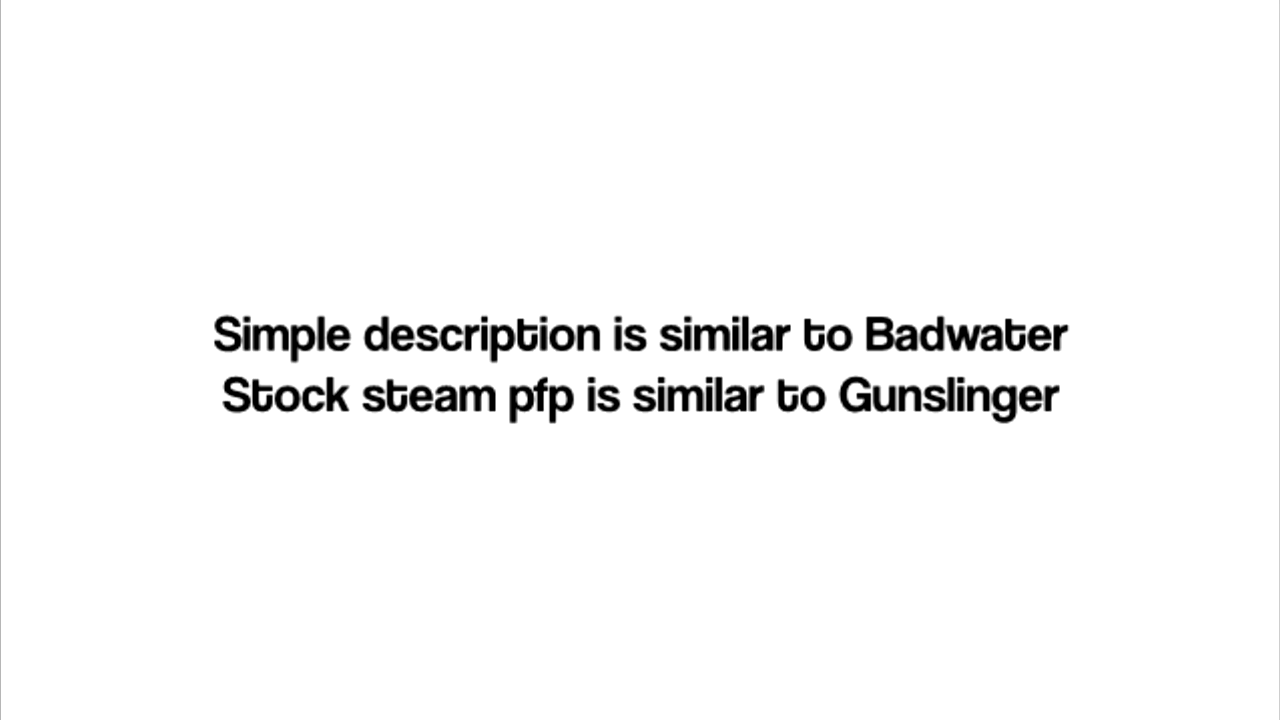 Simple description is similar to Badwater
Stock steam pfp is similar to Gunslinger